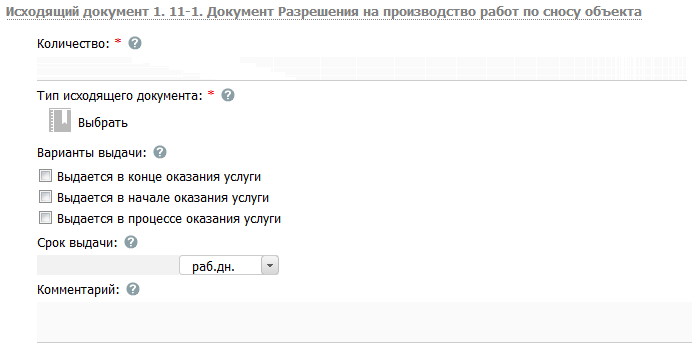 Исходящий документ 1. 11-1. Документ Разрешения на производство работ по сносу объекта
Количество: * ?
Тип исходящего документа: * ?
Выбрать
Варианты выдачи: ?
Выдается в конце оказания услуги
Выдается в начале оказания услуги
Выдается в процессе оказания услуги
Срок выдачи: ?
раб.дн.
Комментарий: ?